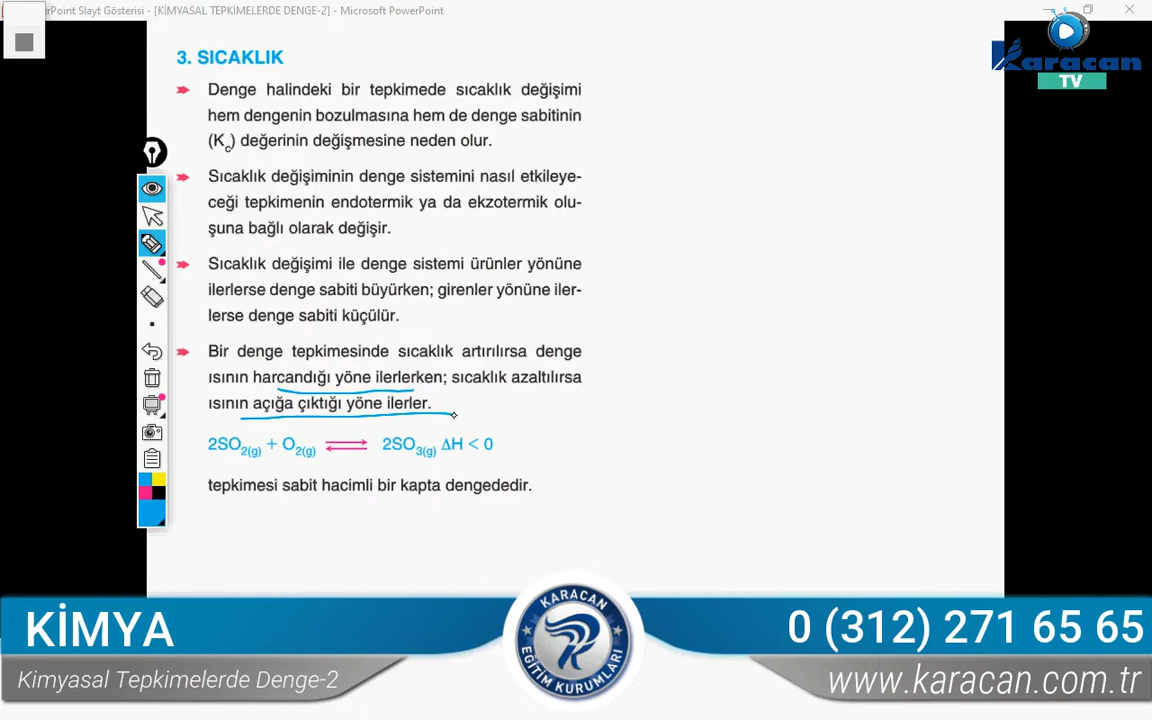 PowerPoint Slayt Gösterisi - [KİMYASAL TEPKİMELERDE DENGE-2] - Microsoft PowerPoint
Karacan
TV
3. SICAKLIK
Denge halindeki bir tepkimede sıcaklık değişimi
hem dengenin bozulmasına hem de denge sabitinin
(Kc) değerinin değişmesine neden olur.
Sıcaklık değişiminin denge sistemini nasıl etkileye-
ceği tepkimenin endotermik ya da ekzotermik olu-
şuna bağlı olarak değişir.
Sıcaklık değişimi ile denge sistemi ürünler yönüne
ilerlerse denge sabiti büyürken; girenler yönüne iler-
lerse denge sabiti küçülür.
Bir denge tepkimesinde sıcaklık artırılırsa denge
ısının harcandığı yöne ilerlerken; sıcaklık azaltılırsa
ısının açığa çıktığı yöne ilerler.
2SO2(g) + O2(g) ⇌ 2SO3(g) ΔH < 0
tepkimesi sabit hacimli bir kapta dengededir.
KİMYA
Kimyasal Tepkimelerde Denge-2
KARACAN
EĞİTİM KURUMLARI
0 (312) 271 65 65
www.karacan.com.tr